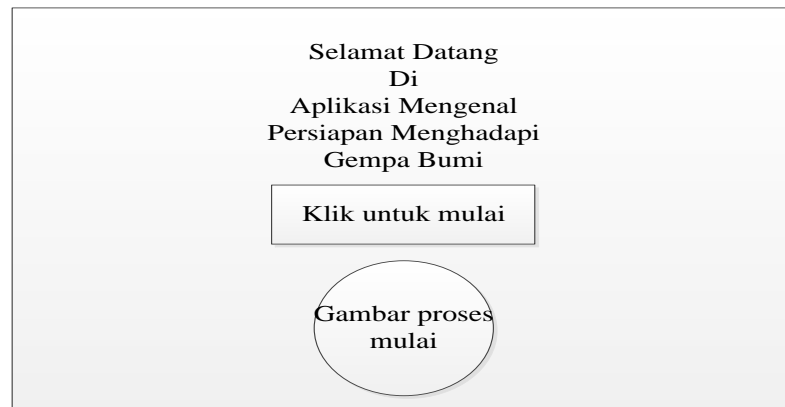 Selamat Datang
Di
Aplikasi Mengenal
Persiapan Menghadapi
Gempa Bumi
Klik untuk mulai
Gambar proses
mulai